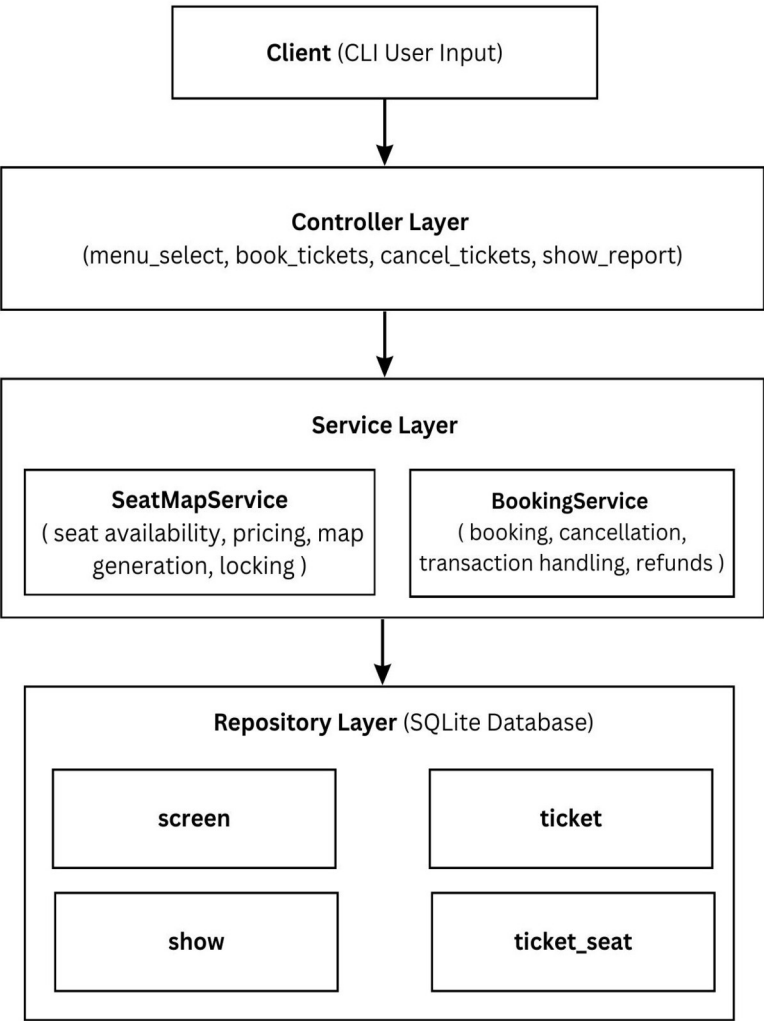 Client (CLI User Input)
Controller Layer
(menu_select, book_tickets, cancel_tickets, show_report)
Service Layer
SeatMapService
( seat availability, pricing, map
generation, locking )
BookingService
( booking, cancellation,
transaction handling, refunds )
Repository Layer (SQLite Database)
screen
ticket
show
ticket_seat